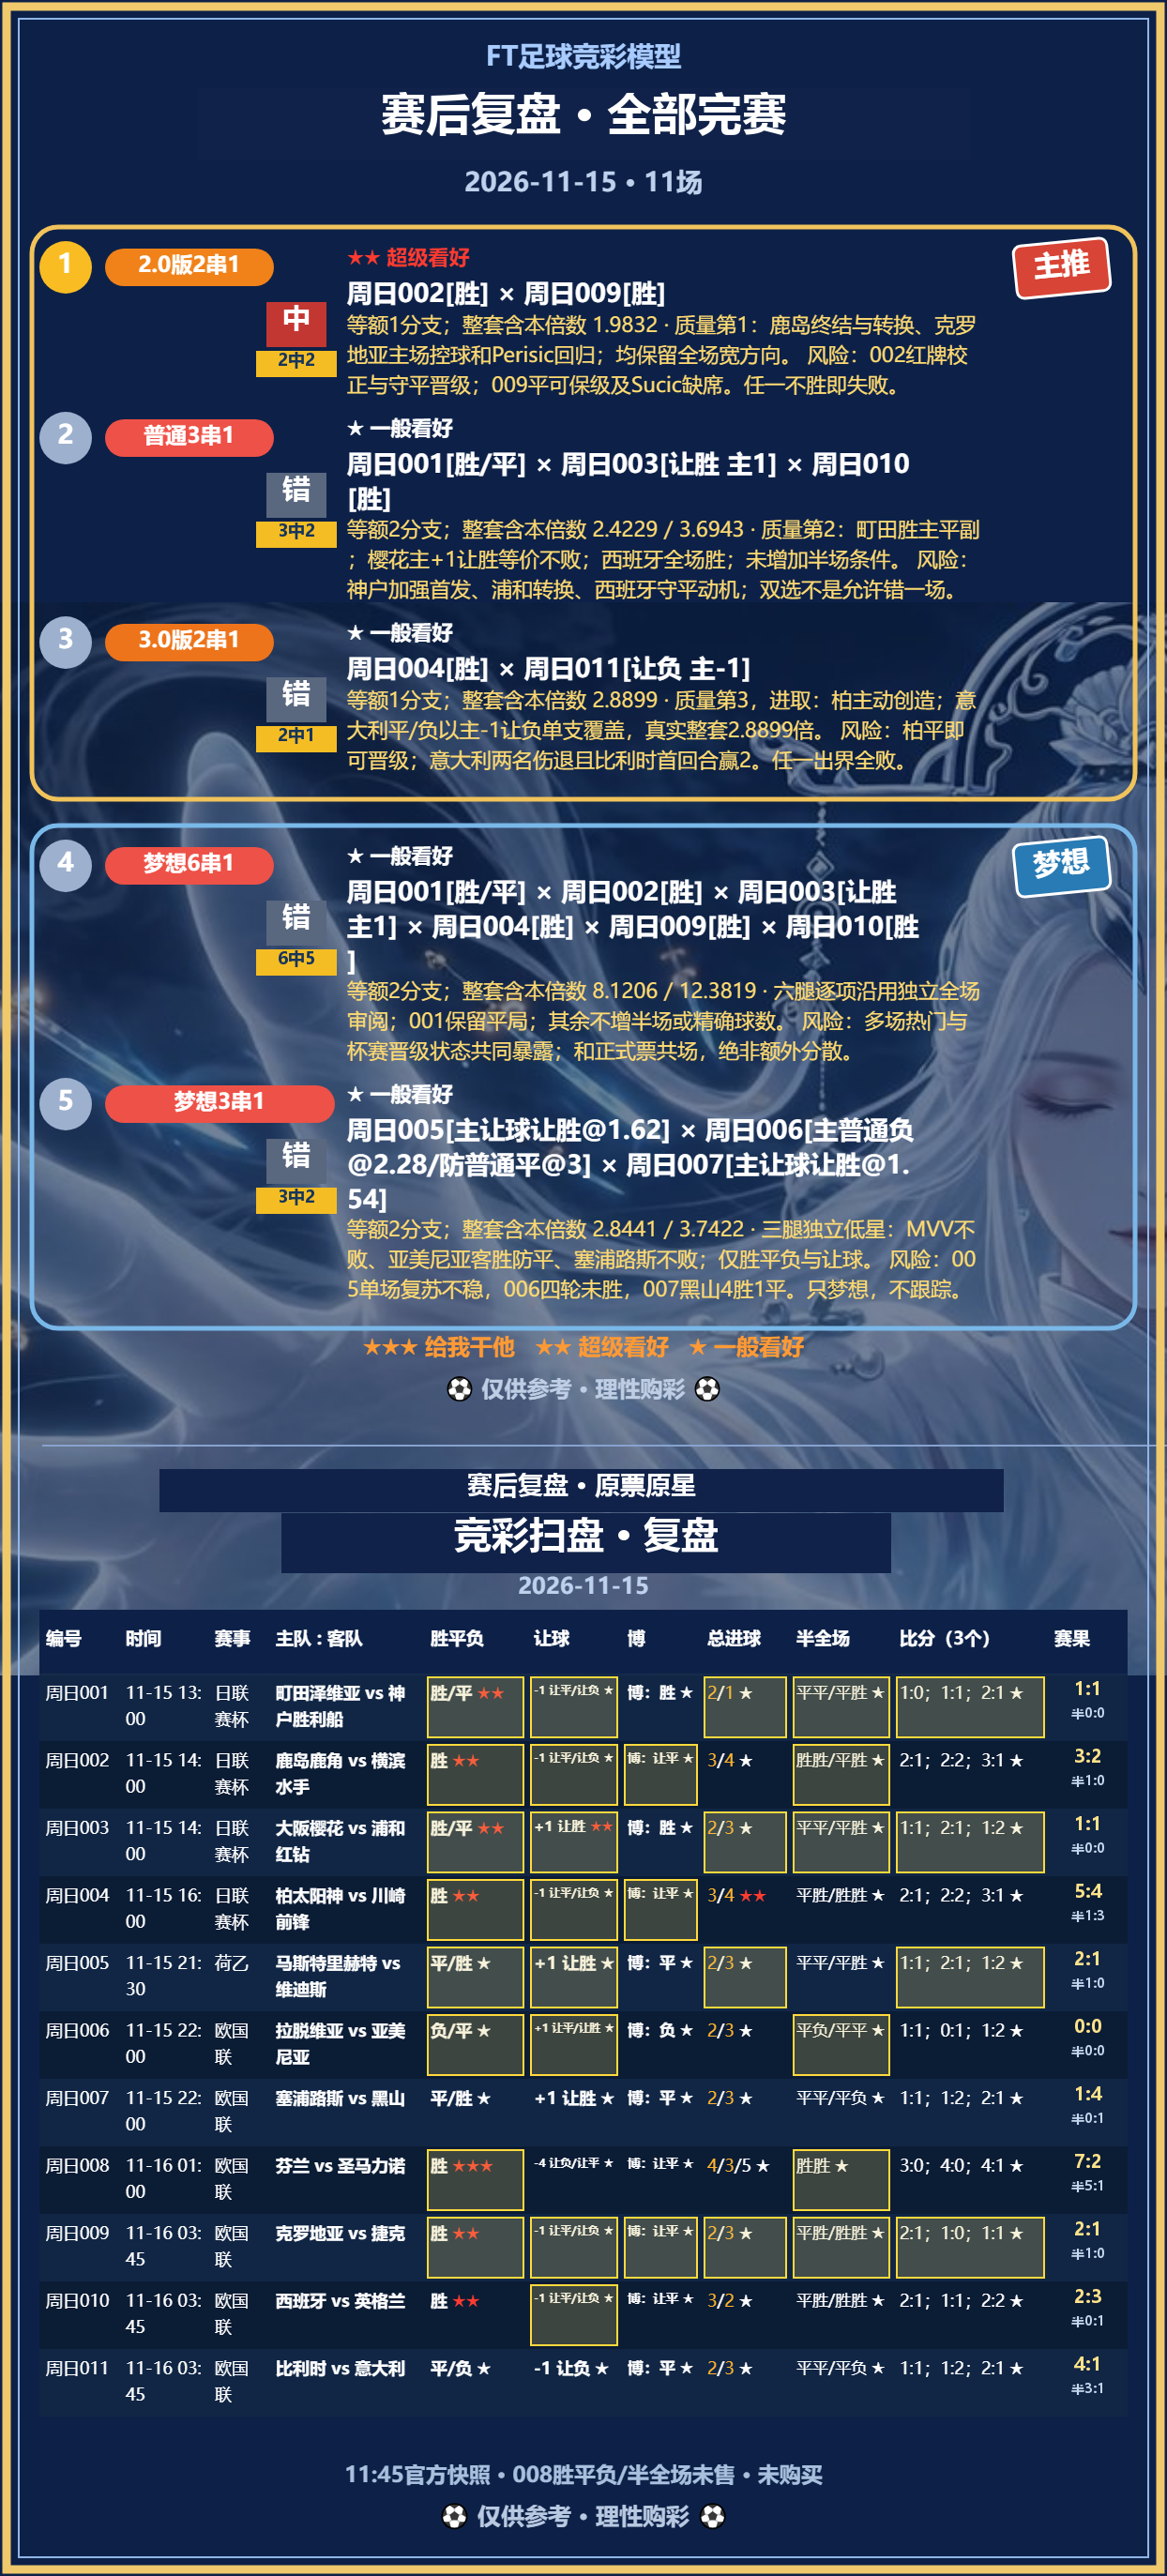 FT足球竞彩模型
赛后复盘 • 全部完赛
2026-11-15 • 11场
1
2.0版2串1
★★ 超级看好
主推
中
2中2
周日002[胜] × 周日009[胜]
等额1分支；整套含本倍数 1.9832 · 质量第1：鹿岛终结与转换、克罗
地亚主场控球和Perisic回归；均保留全场宽方向。 风险：002红牌校
正与守平晋级；009平可保级及Sucic缺席。任一不胜即失败。
2
普通3串1
★ 一般看好
错
3中2
周日001[胜/平] × 周日003[让胜 主1] × 周日010
[胜]
等额2分支；整套含本倍数 2.4229 / 3.6943 · 质量第2：町田胜主平副
；樱花主+1让胜等价不败；西班牙全场胜；未增加半场条件。 风险：
神户加强首发、浦和转换、西班牙守平动机；双选不是允许错一场。
3
3.0版2串1
★ 一般看好
错
2中1
周日004[胜] × 周日011[让负 主-1]
等额1分支；整套含本倍数 2.8899 · 质量第3，进取：柏主动创造；意
大利平/负以主-1让负单支覆盖，真实整套2.8899倍。 风险：柏平即
可晋级；意大利两名伤退且比利时首回合赢2。任一出界全败。
4
梦想6串1
★ 一般看好
梦想
错
6中5
周日001[胜/平] × 周日002[胜] × 周日003[让胜
主1] × 周日004[胜] × 周日009[胜] × 周日010[胜
]
等额2分支；整套含本倍数 8.1206 / 12.3819 · 六腿逐项沿用独立全场
审阅；001保留平局；其余不增半场或精确球数。 风险：多场热门与
杯赛晋级状态共同暴露；和正式票共场，绝非额外分散。
5
梦想3串1
★ 一般看好
错
3中2
周日005[主让球让胜@1.62] × 周日006[主普通负
@2.28/防普通平@3] × 周日007[主让球让胜@1.
54]
等额2分支；整套含本倍数 2.8441 / 3.7422 · 三腿独立低星：MVV不
败、亚美尼亚客胜防平、塞浦路斯不败；仅胜平负与让球。 风险：00
5单场复苏不稳，006四轮未胜，007黑山4胜1平。只梦想，不跟踪。
★★★ 给我干他 ★★ 超级看好 ★ 一般看好
⚽ 仅供参考 • 理性购彩 ⚽
赛后复盘 • 原票原星
竞彩扫盘 • 复盘
2026-11-15
编号 时间 赛事 主队 : 客队 胜平负 让球 博 总进球 半全场 比分（3个） 赛果
周日001 11-15 13: 日联 町田泽维亚 vs 神 胜/平 ★★ -1 让平/让负 ★ 博：胜 ★ 2/1 ★ 平平/平胜 ★ 1:0；1:1；2:1 ★ 1:1
00 赛杯 户胜利船 半0:0
周日002 11-15 14: 日联 鹿岛鹿角 vs 横滨 胜 ★★ -1 让平/让负 ★ 博：让平 ★ 3/4 ★ 胜胜/平胜 ★ 2:1；2:2；3:1 ★ 3:2
00 赛杯 水手 半1:0
周日003 11-15 14: 日联 大阪樱花 vs 浦和 胜/平 ★★ +1 让胜 ★★ 博：胜 ★ 2/3 ★ 平平/平胜 ★ 1:1；2:1；1:2 ★ 1:1
00 赛杯 红钻 半0:0
周日004 11-15 16: 日联 柏太阳神 vs 川崎 胜 ★★ -1 让平/让负 ★ 博：让平 ★ 3/4 ★★ 平胜/胜胜 ★ 2:1；2:2；3:1 ★ 5:4
00 赛杯 前锋 半1:3
周日005 11-15 21: 荷乙 马斯特里赫特 vs 平/胜 ★ +1 让胜 ★ 博：平 ★ 2/3 ★ 平平/平胜 ★ 1:1；2:1；1:2 ★ 2:1
30 维迪斯 半1:0
周日006 11-15 22: 欧国 拉脱维亚 vs 亚美 负/平 ★ +1 让平/让胜 ★ 博：负 ★ 2/3 ★ 平负/平平 ★ 1:1；0:1；1:2 ★ 0:0
00 联 尼亚 半0:0
周日007 11-15 22: 欧国 塞浦路斯 vs 黑山 平/胜 ★ +1 让胜 ★ 博：平 ★ 2/3 ★ 平平/平负 ★ 1:1；1:2；2:1 ★ 1:4
00 联 半0:1
周日008 11-16 01: 欧国 芬兰 vs 圣马力诺 胜 ★★★ -4 让负/让平 ★ 博：让平 ★ 4/3/5 ★ 胜胜 ★ 3:0；4:0；4:1 ★ 7:2
00 联 半5:1
周日009 11-16 03: 欧国 克罗地亚 vs 捷克 胜 ★★ -1 让平/让负 ★ 博：让平 ★ 2/3 ★ 平胜/胜胜 ★ 2:1；1:0；1:1 ★ 2:1
45 联 半1:0
周日010 11-16 03: 欧国 西班牙 vs 英格兰 胜 ★★ -1 让平/让负 ★ 博：让平 ★ 3/2 ★ 平胜/胜胜 ★ 2:1；1:1；2:2 ★ 2:3
45 联 半0:1
周日011 11-16 03: 欧国 比利时 vs 意大利 平/负 ★ -1 让负 ★ 博：平 ★ 2/3 ★ 平平/平负 ★ 1:1；1:2；2:1 ★ 4:1
45 联 半3:1
11:45官方快照 • 008胜平负/半全场未售 • 未购买
⚽ 仅供参考 • 理性购彩 ⚽